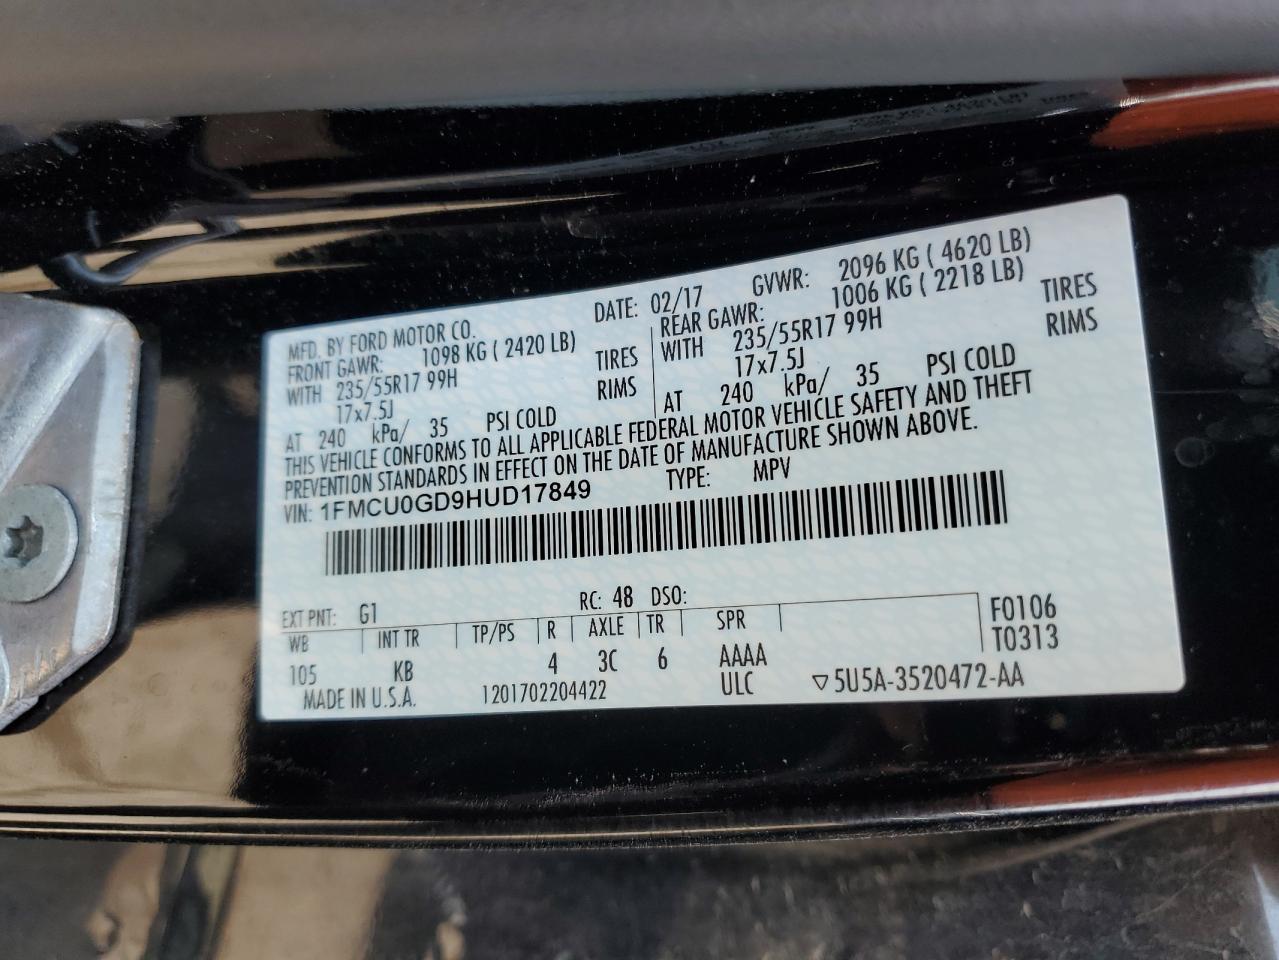 MFD. BY FORD MOTOR CO.
DATE: 02/17 GVWR: 2096 KG ( 4620 LB)
FRONT GAWR: 1098 KG ( 2420 LB)
WITH 235/55R17 99H TIRES
17x7.5J RIMS
AT 240 kPa/ 35 PSI COLD
REAR GAWR: 1006 KG ( 2218 LB)
WITH 235/55R17 99H TIRES
17x7.5J RIMS
AT 240 kPa/ 35 PSI COLD
THIS VEHICLE CONFORMS TO ALL APPLICABLE FEDERAL MOTOR VEHICLE SAFETY AND THEFT
PREVENTION STANDARDS IN EFFECT ON THE DATE OF MANUFACTURE SHOWN ABOVE.
VIN: 1FMCU0GD9HUD17849 TYPE: MPV
EXT PNT: G1 RC: 48 DSO:
WB INT TR TP/PS R AXLE TR SPR F0106
T0313
105 KB 4 3C 6 AAAA
MADE IN U.S.A. 1201702204422 ULC ▽5U5A-3520472-AA